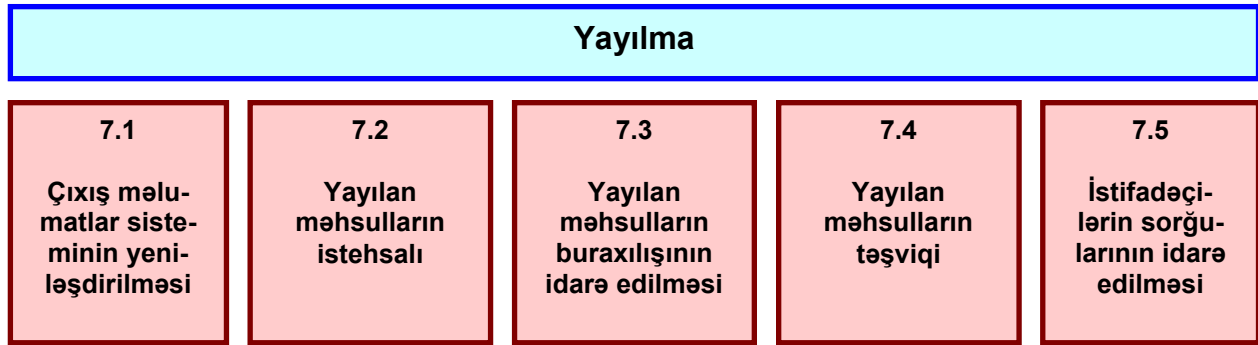 Yayılma
7.1
Çıxış məlu-
matlar siste-
minin yeni-
ləşdirilməsi
7.2
Yayılan
məhsulların
istehsalı
7.3
Yayılan
məhsulların
buraxılışının
idarə edilməsi
7.4
Yayılan
məhsulların
təşviqi
7.5
İstifadəçi-
lərin sorğu-
larının idarə
edilməsi